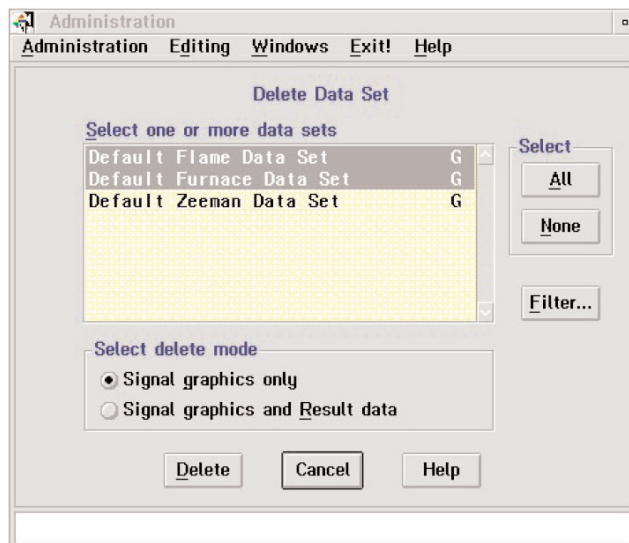 Administration
Administration Editing Windows Exit! Help
Delete Data Set
Select one or more data sets
Default Flame Data Set G
Default Furnace Data Set G
Default Zeeman Data Set G
Select
All
None
Filter...
Select delete mode
Signal graphics only
Signal graphics and Result data
Delete Cancel Help